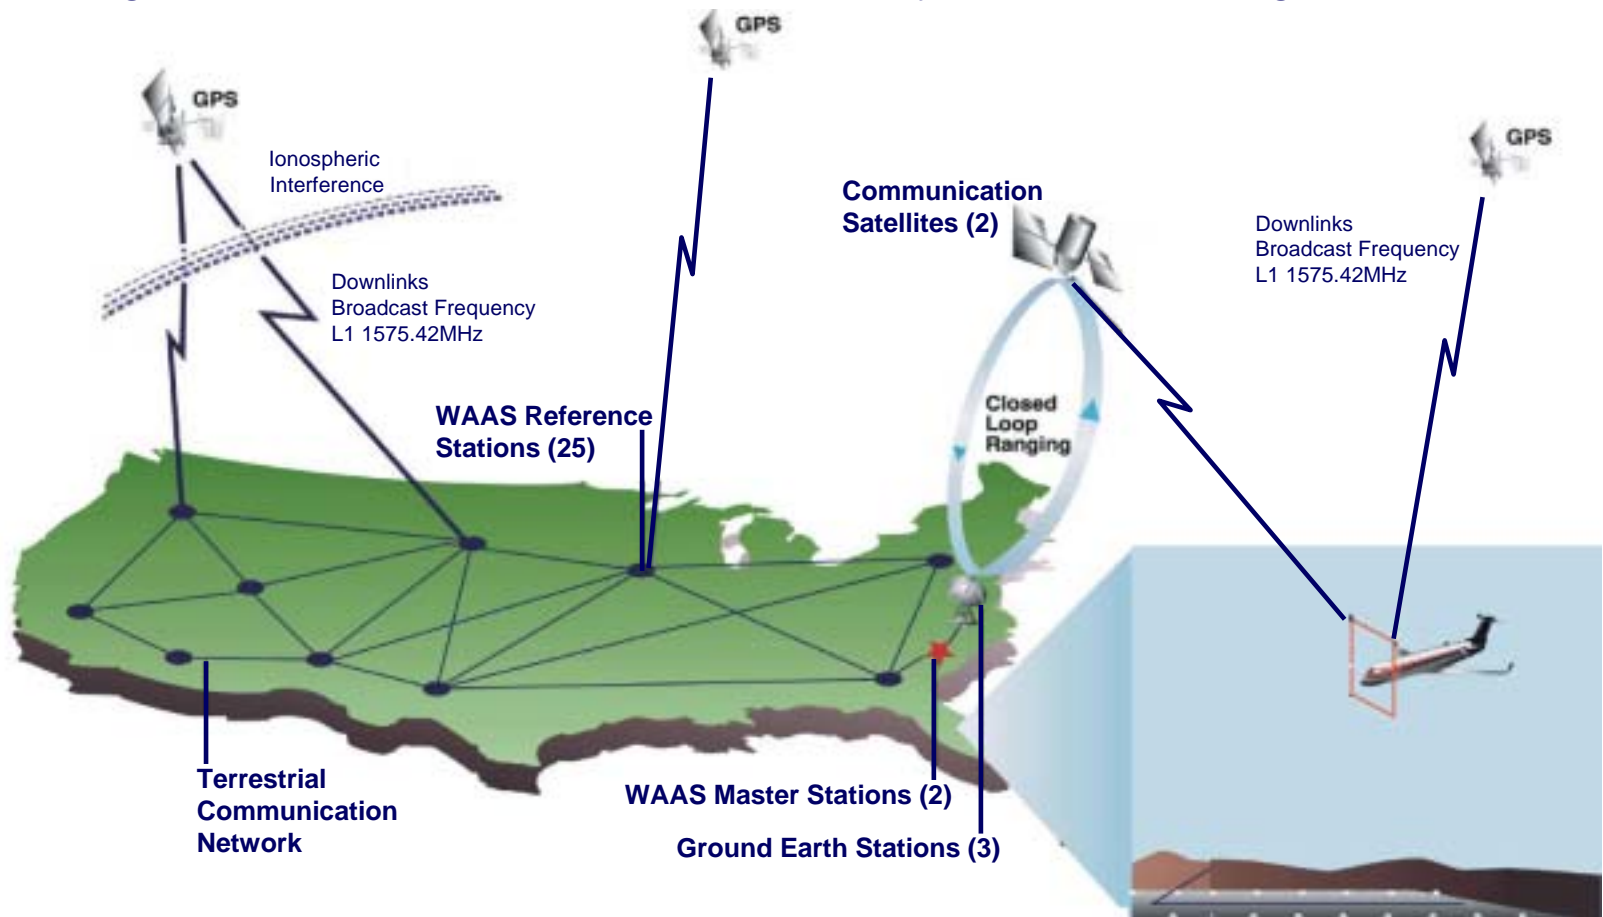 GPS
GPS
Ionospheric
Interference
GPS
Communication
Satellites (2)
Downlinks
Broadcast Frequency
L1 1575.42MHz
Downlinks
Broadcast Frequency
L1 1575.42MHz
WAAS Reference
Stations (25)
Closed
Loop
Ranging
Terrestrial
Communication
Network
WAAS Master Stations (2)
Ground Earth Stations (3)